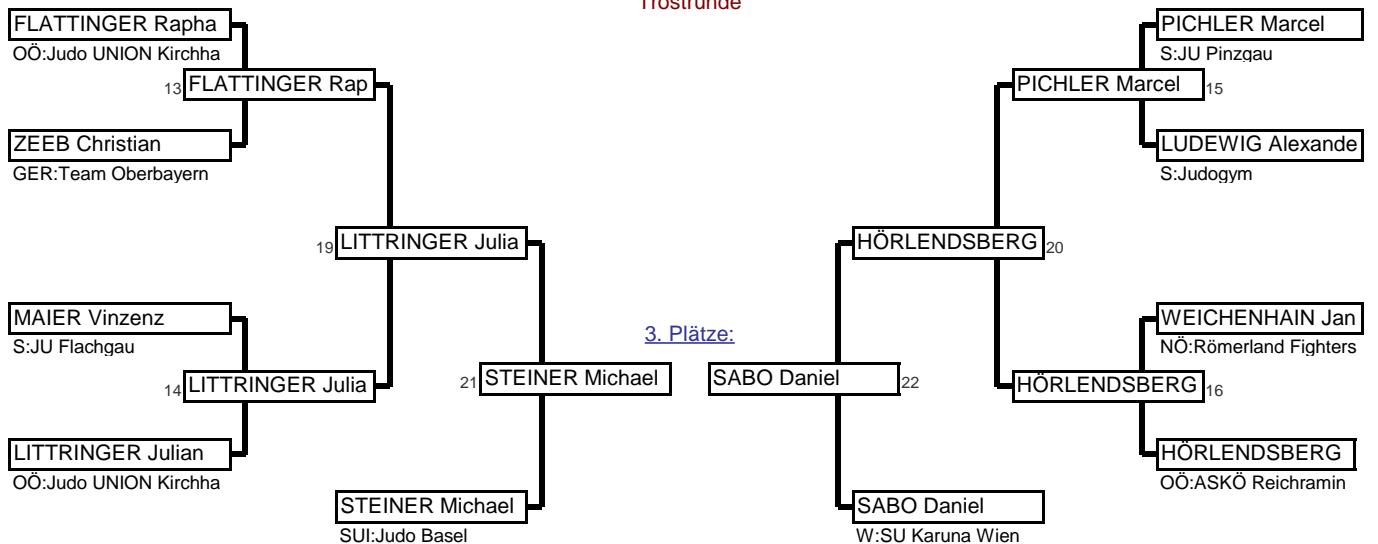 Trostrunde
FLATTINGER Rapha
OÖ:Judo UNION Kirchha
13 FLATTINGER Rap
ZEEB Christian
GER:Team Oberbayern
19 LITTRINGER Julia
MAIER Vinzenz
S:JU Flachgau
14 LITTRINGER Julia
LITTRINGER Julian
OÖ:Judo UNION Kirchha
21 STEINER Michael
STEINER Michael
SUI:Judo Basel
3. Plätze:
PICHLER Marcel
S:JU Pinzgau
PICHLER Marcel 15
LUDEWIG Alexande
S:Judogym
HÖRLENDSBERG 20
WEICHENHAIN Jan
NÖ:Römerland Fighters
HÖRLENDSBERG 16
HÖRLENDSBERG
OÖ:ASKÖ Reichramin
SABO Daniel 22
SABO Daniel
W:SU Karuna Wien